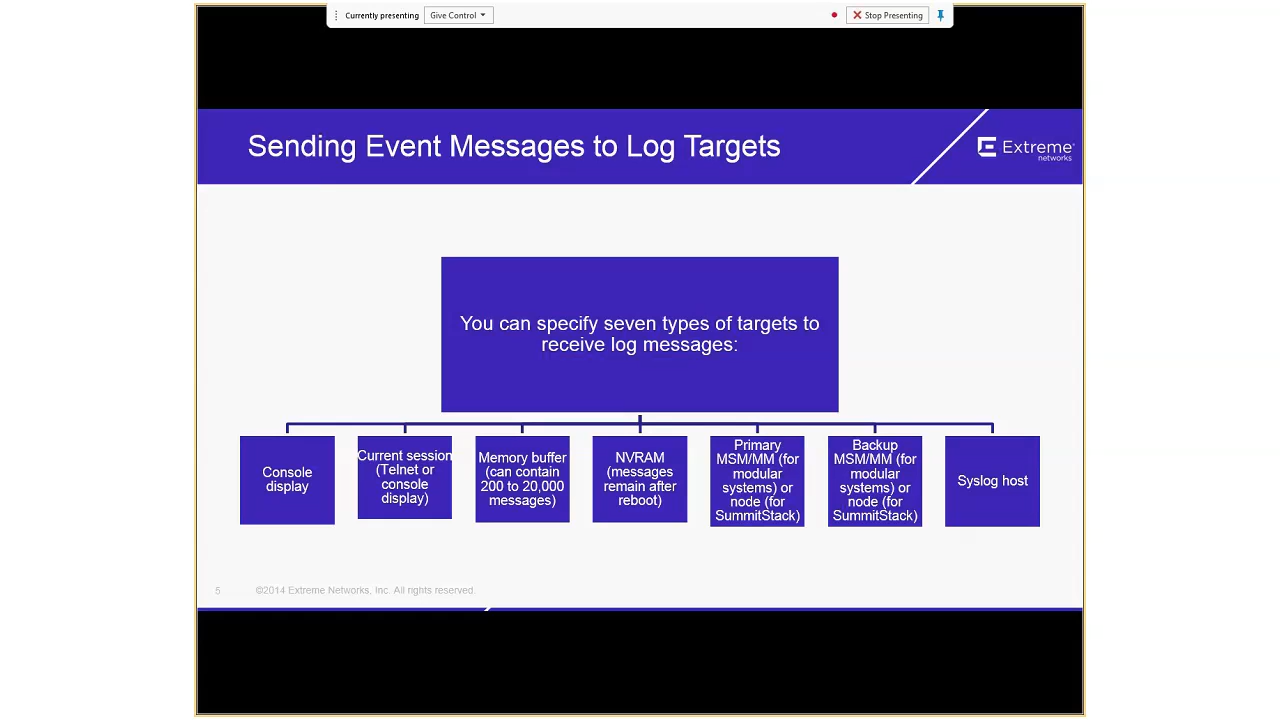 Currently presenting
Give Control
Stop Presenting
Sending Event Messages to Log Targets
Extreme
networks
You can specify seven types of targets to
receive log messages:
Console
display
Current session
(Telnet or
console
display)
Memory buffer
(can contain
200 to 20,000
messages)
NVRAM
(messages
remain after
reboot)
Primary
MSM/MM (for
modular
systems) or
node (for
SummitStack)
Backup
MSM/MM (for
modular
systems) or
node (for
SummitStack)
Syslog host
5
©2014 Extreme Networks, Inc. All rights reserved.